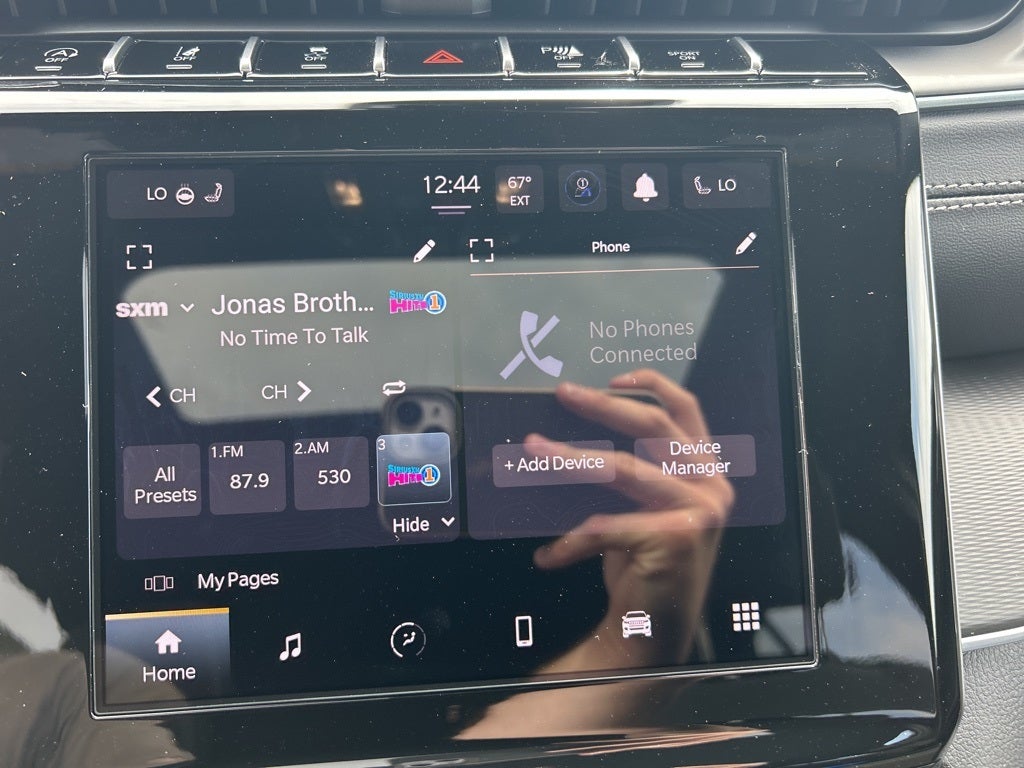 OFF
OFF
OFF
P OFF
SPORT
ON
LO
12:44
67°
EXT
LO
Phone
sxm
Jonas Broth...
SIRIUSXM
HITS 1
No Time To Talk
No Phones
Connected
CH
CH
All
Presets
1.FM
87.9
2.AM
530
3
SIRIUSXM
HITS 1
+ Add Device
Device
Manager
Hide
My Pages
Home